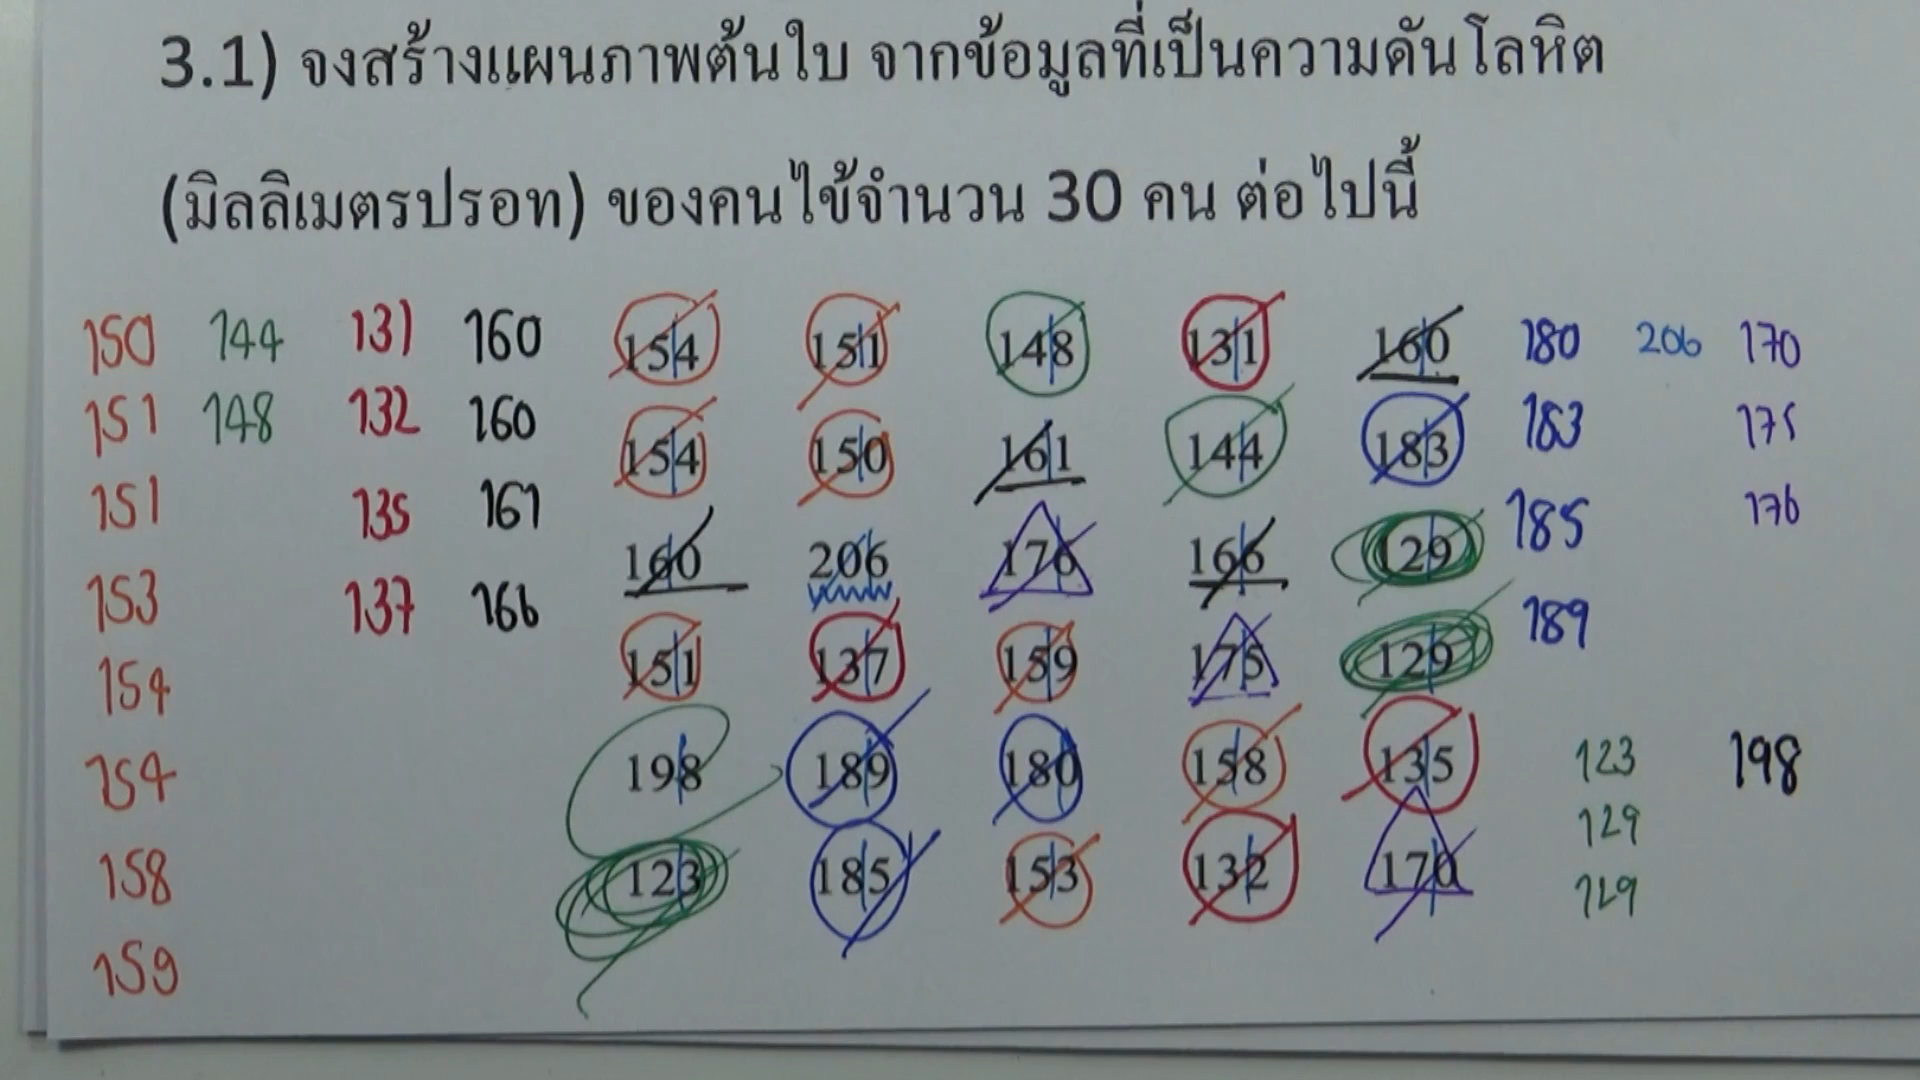 3.1) จงสร้างแผนภาพต้นใบ จากข้อมูลที่เป็นความดันโลหิต
(มิลลิเมตรปรอท) ของคนไข้จำนวน 30 คน ต่อไปนี้
150 144 131 160 154 151 148 131 160 180 206 170
151 148 132 160 154 150 161 144 183 183 175
151 135 161 160 206 176 166 129 185 176
153 137 166 151 137 159 175 129 189
154
154 198 189 180 158 135 123 198
129
158 123 185 153 132 170 129
159